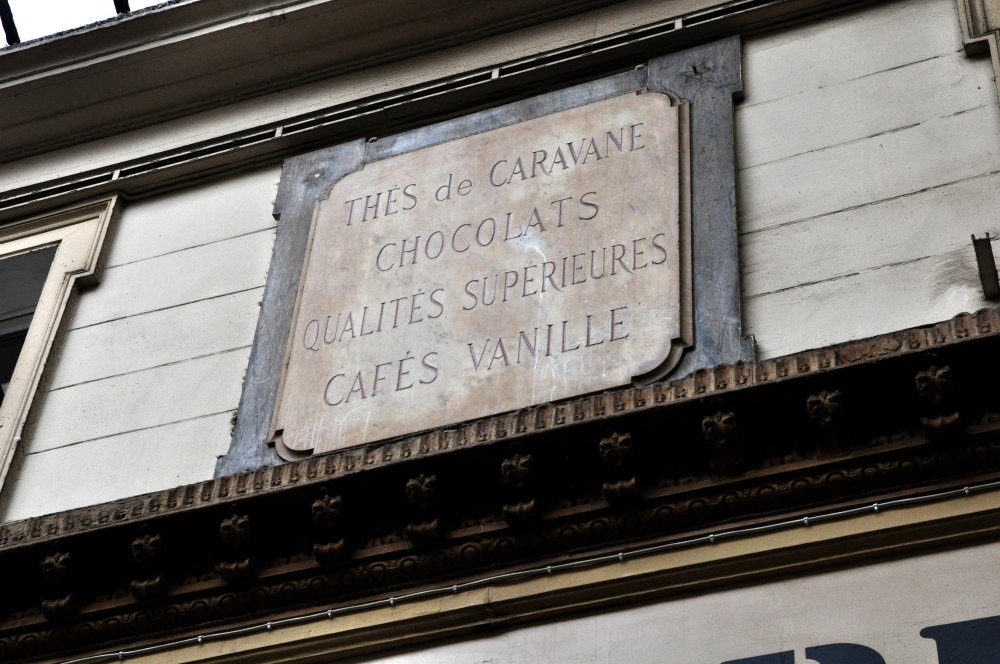 THÉS de CARAVANE
CHOCOLATS
QUALITÉS SUPÉRIEURES
CAFÉS VANILLE